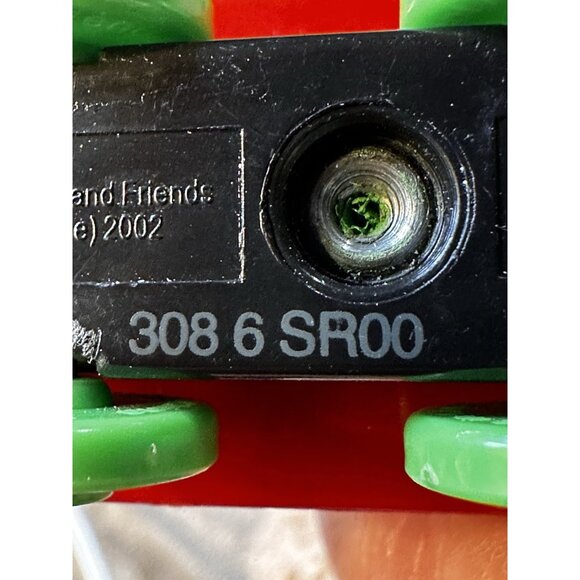 and Friends
e) 2002
308 6 SR00